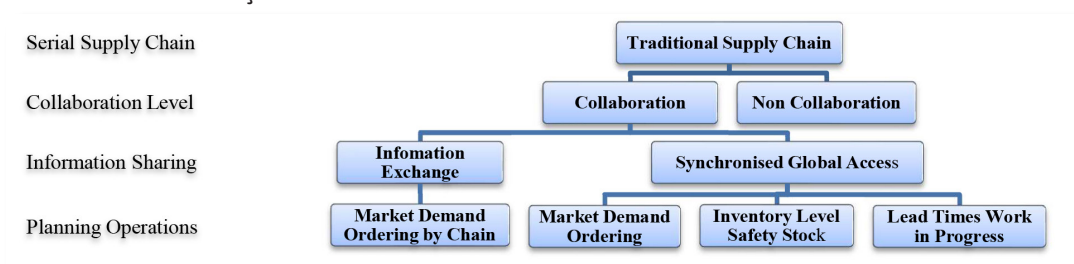 Serial Supply Chain
Traditional Supply Chain
Collaboration Level
Collaboration
Non Collaboration
Information Sharing
Infomation
Exchange
Synchronised Global Access
Planning Operations
Market Demand
Ordering by Chain
Market Demand
Ordering
Inventory Level
Safety Stock
Lead Times Work
in Progress